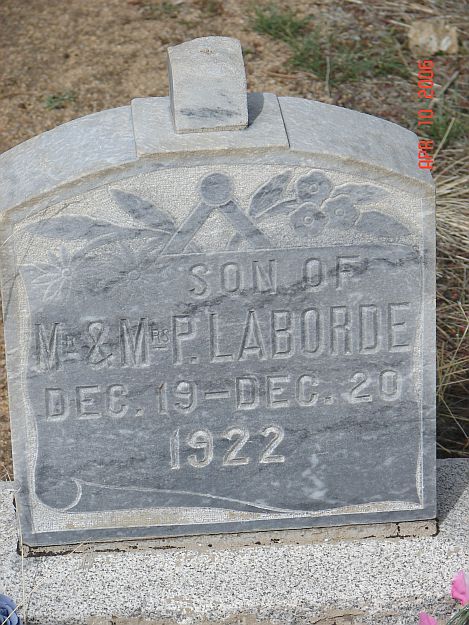 APR 10 2006
SON OF
MR & MRS P. LABORDE
DEC. 19 — DEC. 20
1922